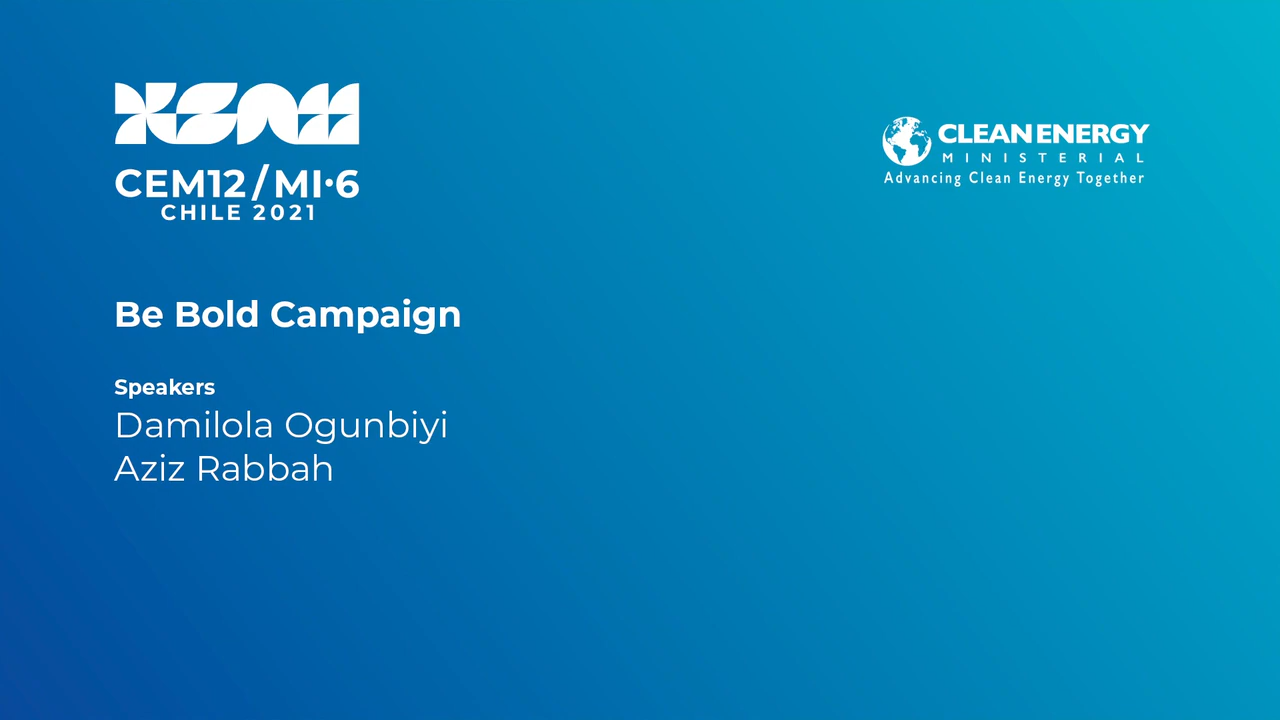 CEM12/MI·6
CHILE 2021
CLEAN ENERGY
MINISTERIAL
Advancing Clean Energy Together
Be Bold Campaign
Speakers
Damilola Ogunbiyi
Aziz Rabbah